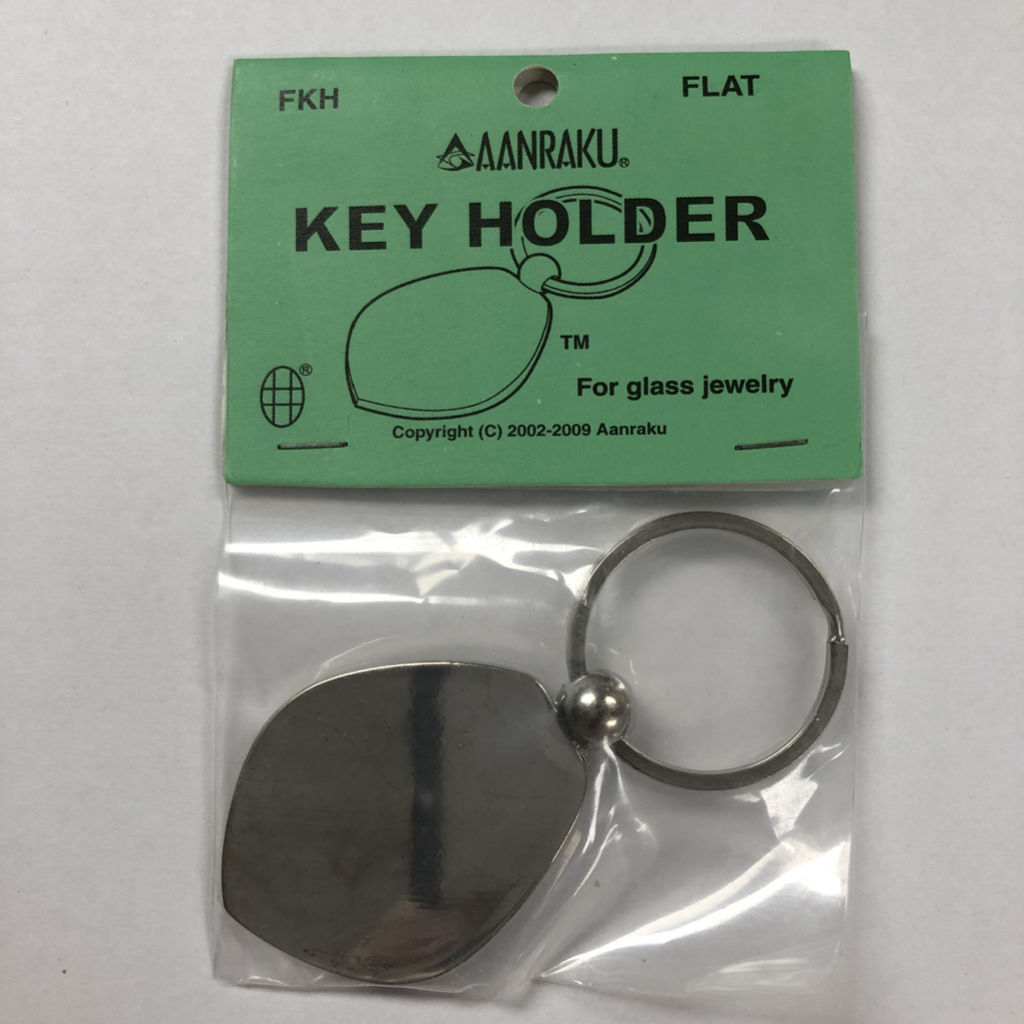 FKH FLAT
AANRAKU®
KEY HOLDER
TM
®
For glass jewelry
Copyright (C) 2002-2009 Aanraku